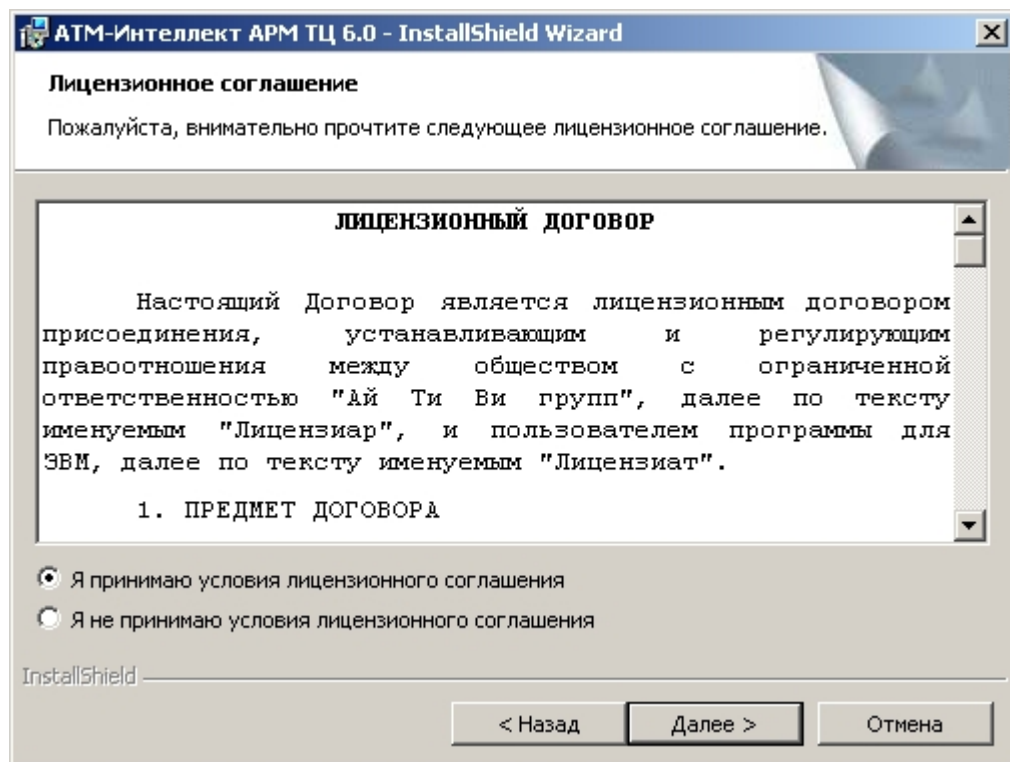 АТМ-Интеллект АРМ ТЦ 6.0 - InstallShield Wizard
Лицензионное соглашение
Пожалуйста, внимательно прочтите следующее лицензионное соглашение.
ЛИЦЕНЗИОННЫЙ ДОГОВОР
Настоящий Договор является лицензионным договором
присоединения, устанавливающим и регулирующим
правоотношения между обществом с ограниченной
ответственностью "Ай Ти Ви групп", далее по тексту
именуемым "Лицензиар", и пользователем программы для
ЭВМ, далее по тексту именуемым "Лицензиат".
1. ПРЕДМЕТ ДОГОВОРА
Я принимаю условия лицензионного соглашения
Я не принимаю условия лицензионного соглашения
InstallShield
< Назад
Далее >
Отмена